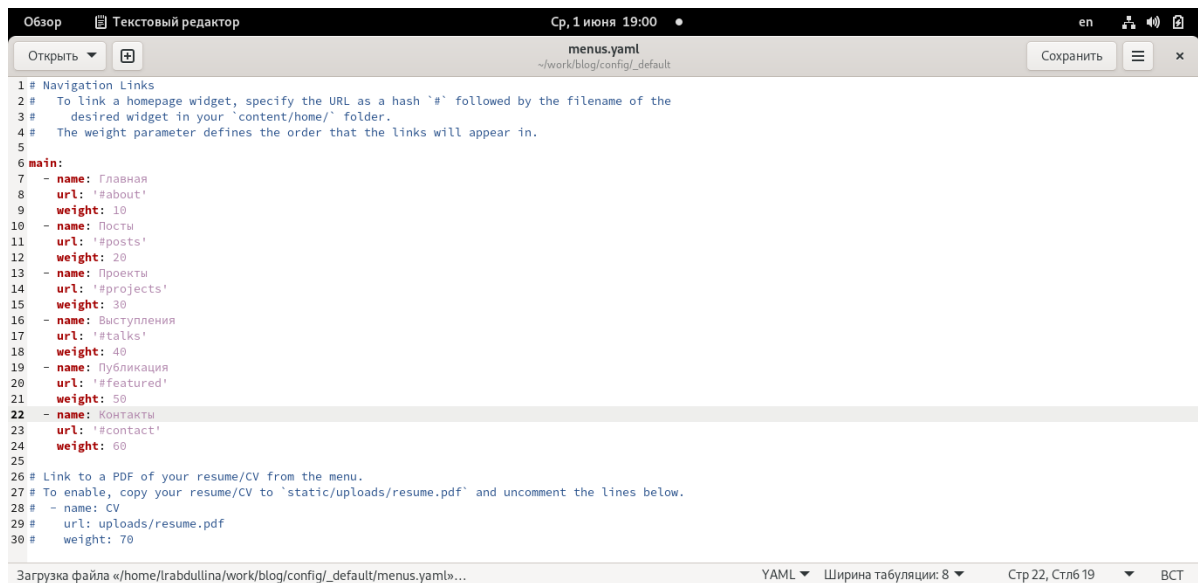 Обзор Текстовый редактор Ср, 1 июня 19:00 en
Открыть menus.yaml Сохранить
~/work/blog/config/_default
1 # Navigation Links
2 #   To link a homepage widget, specify the URL as a hash `#` followed by the filename of the
3 #     desired widget in your `content/home/` folder.
4 #   The weight parameter defines the order that the links will appear in.
5
6 main:
7   - name: Главная
8     url: '#about'
9     weight: 10
10   - name: Посты
11     url: '#posts'
12     weight: 20
13   - name: Проекты
14     url: '#projects'
15     weight: 30
16   - name: Выступления
17     url: '#talks'
18     weight: 40
19   - name: Публикация
20     url: '#featured'
21     weight: 50
22   - name: Контакты
23     url: '#contact'
24     weight: 60
25
26 # Link to a PDF of your resume/CV from the menu.
27 # To enable, copy your resume/CV to `static/uploads/resume.pdf` and uncomment the lines below.
28 #  - name: CV
29 #    url: uploads/resume.pdf
30 #    weight: 70
Загрузка файла «/home/lrabdullina/work/blog/config/_default/menus.yaml»… YAML Ширина табуляции: 8 Стр 22, Стлб 19 ВСТ